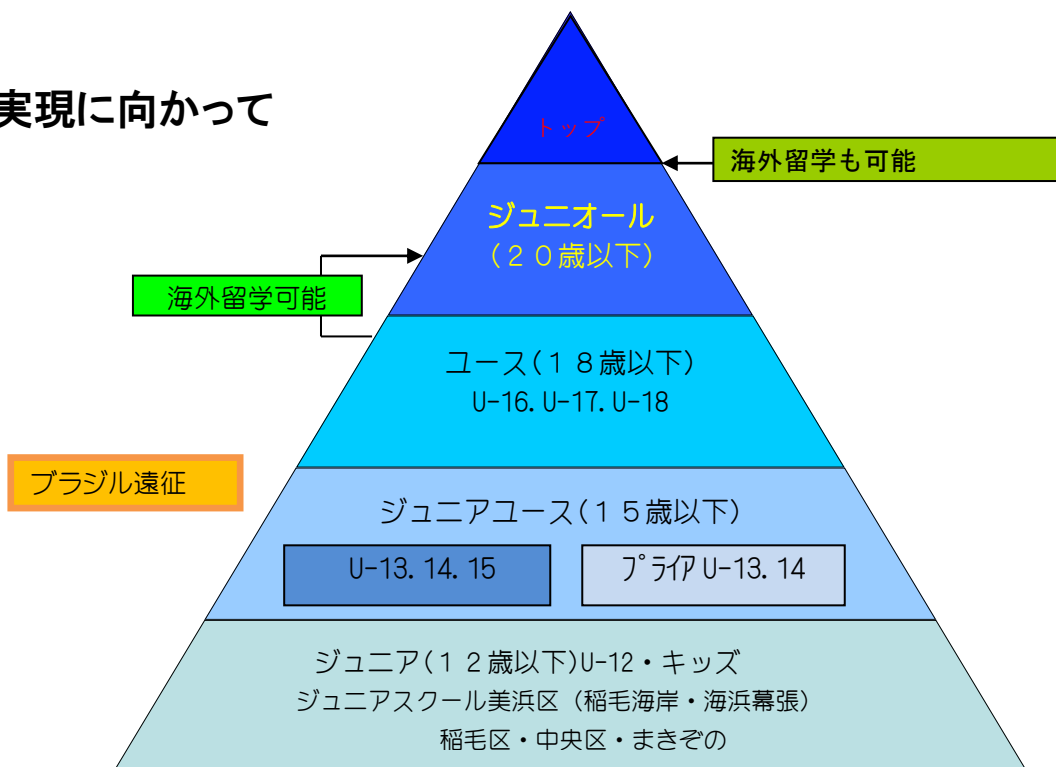 実現に向かって
トップ
海外留学も可能
ジュニオール
(20歳以下)
海外留学可能
ユース(18歳以下)
U-16.U-17.U-18
ブラジル遠征
ジュニアユース(15歳以下)
U-13.14.15
プライア U-13.14
ジュニア(12歳以下)U-12・キッズ
ジュニアスクール美浜区（稲毛海岸・海浜幕張）
稲毛区・中央区・まきぞの